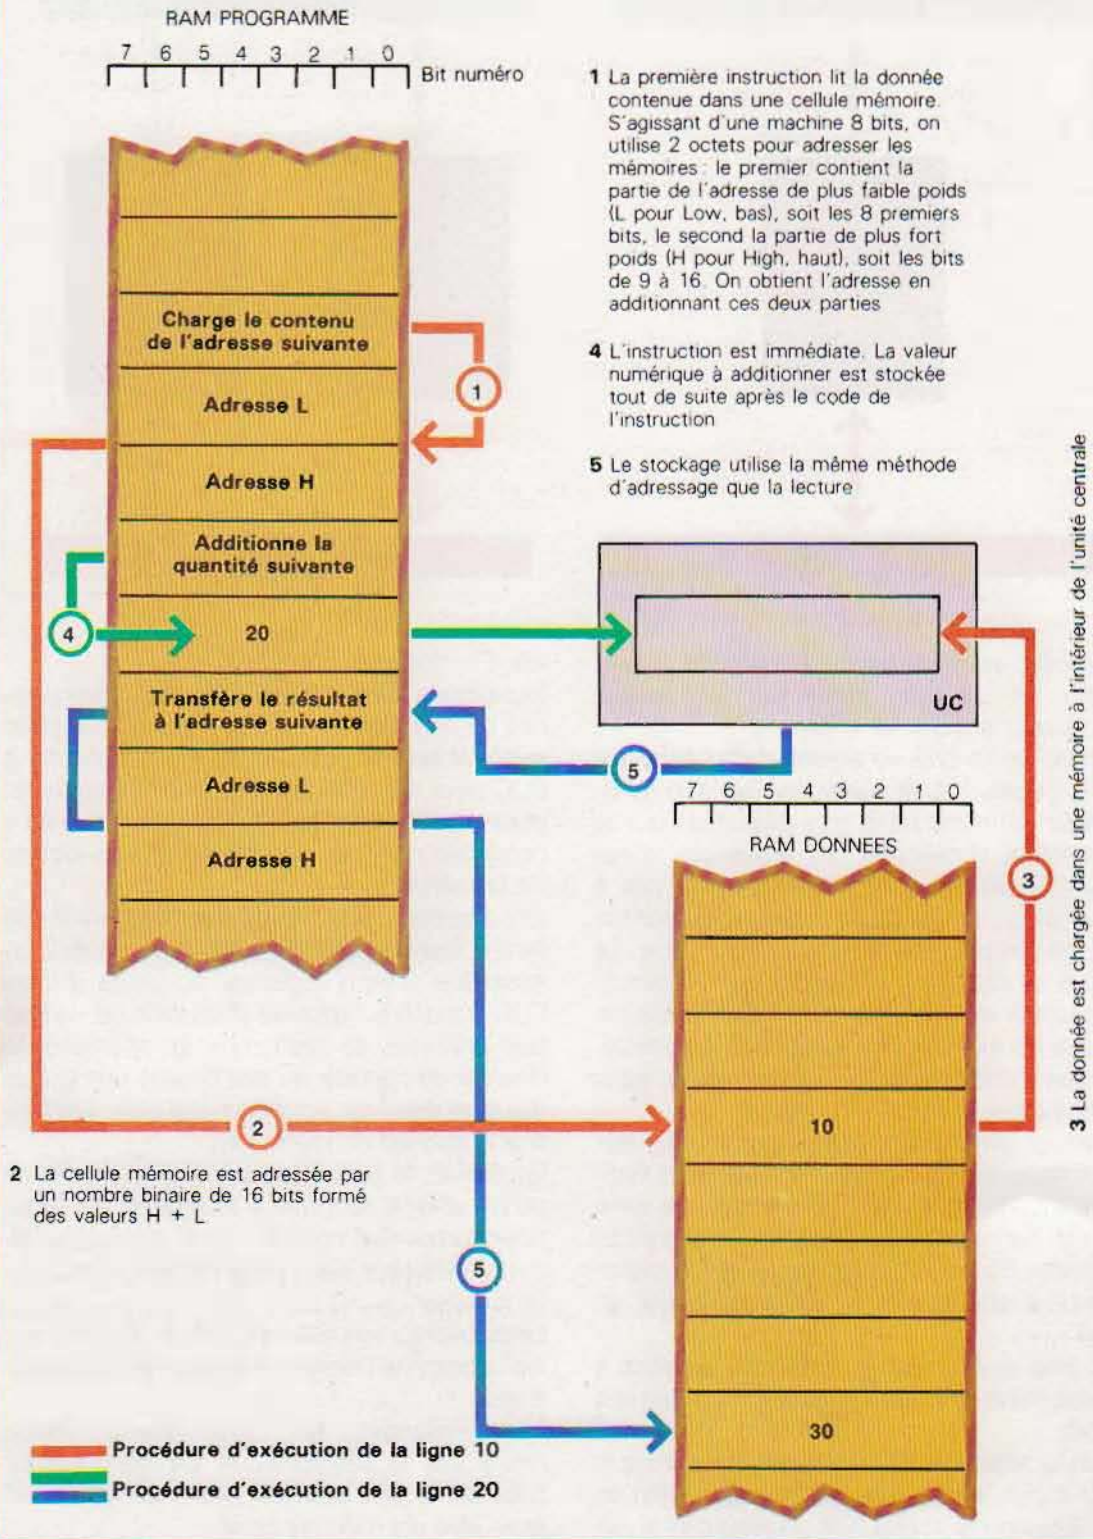 RAM PROGRAMME
7 6 5 4 3 2 1 0
Bit numéro
Charge le contenu
de l'adresse suivante
Adresse L
Adresse H
Additionne la
quantité suivante
20
Transfère le résultat
à l'adresse suivante
Adresse L
Adresse H
1
4
1 La première instruction lit la donnée
contenue dans une cellule mémoire.
S'agissant d'une machine 8 bits, on
utilise 2 octets pour adresser les
mémoires : le premier contient la
partie de l'adresse de plus faible poids
(L pour Low, bas), soit les 8 premiers
bits, le second la partie de plus fort
poids (H pour High, haut), soit les bits
de 9 à 16. On obtient l'adresse en
additionnant ces deux parties
4 L'instruction est immédiate. La valeur
numérique à additionner est stockée
tout de suite après le code de
l'instruction
5 Le stockage utilise la même méthode
d'adressage que la lecture
UC
5
7 6 5 4 3 2 1 0
RAM DONNEES
3
3 La donnée est chargée dans une mémoire à l'intérieur de l'unité centrale
10
2
2 La cellule mémoire est adressée par
un nombre binaire de 16 bits formé
des valeurs H + L
5
30
Procédure d'exécution de la ligne 10
Procédure d'exécution de la ligne 20